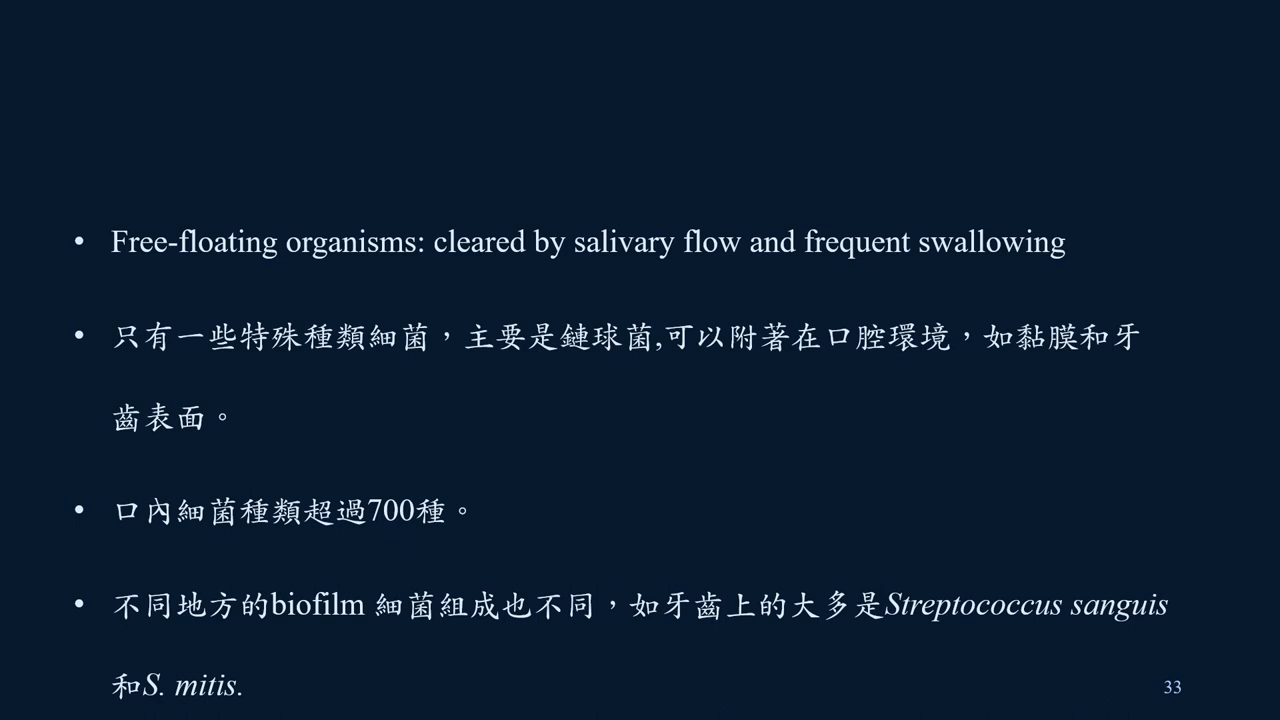 • Free-floating organisms: cleared by salivary flow and frequent swallowing
• 只有一些特殊種類細菌，主要是鏈球菌,可以附著在口腔環境，如黏膜和牙
齒表面。
• 口內細菌種類超過700種。
• 不同地方的biofilm 細菌組成也不同，如牙齒上的大多是Streptococcus sanguis
和S. mitis.
33